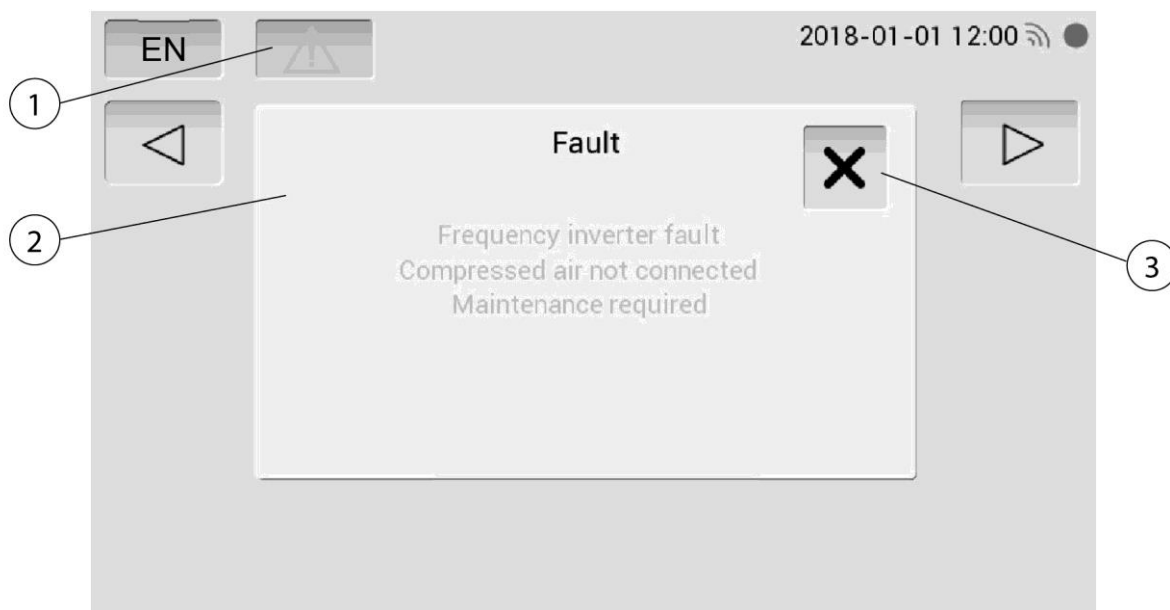 EN
2018-01-01 12:00
1
Fault
2
Frequency inverter fault
Compressed air not connected
Maintenance required
3